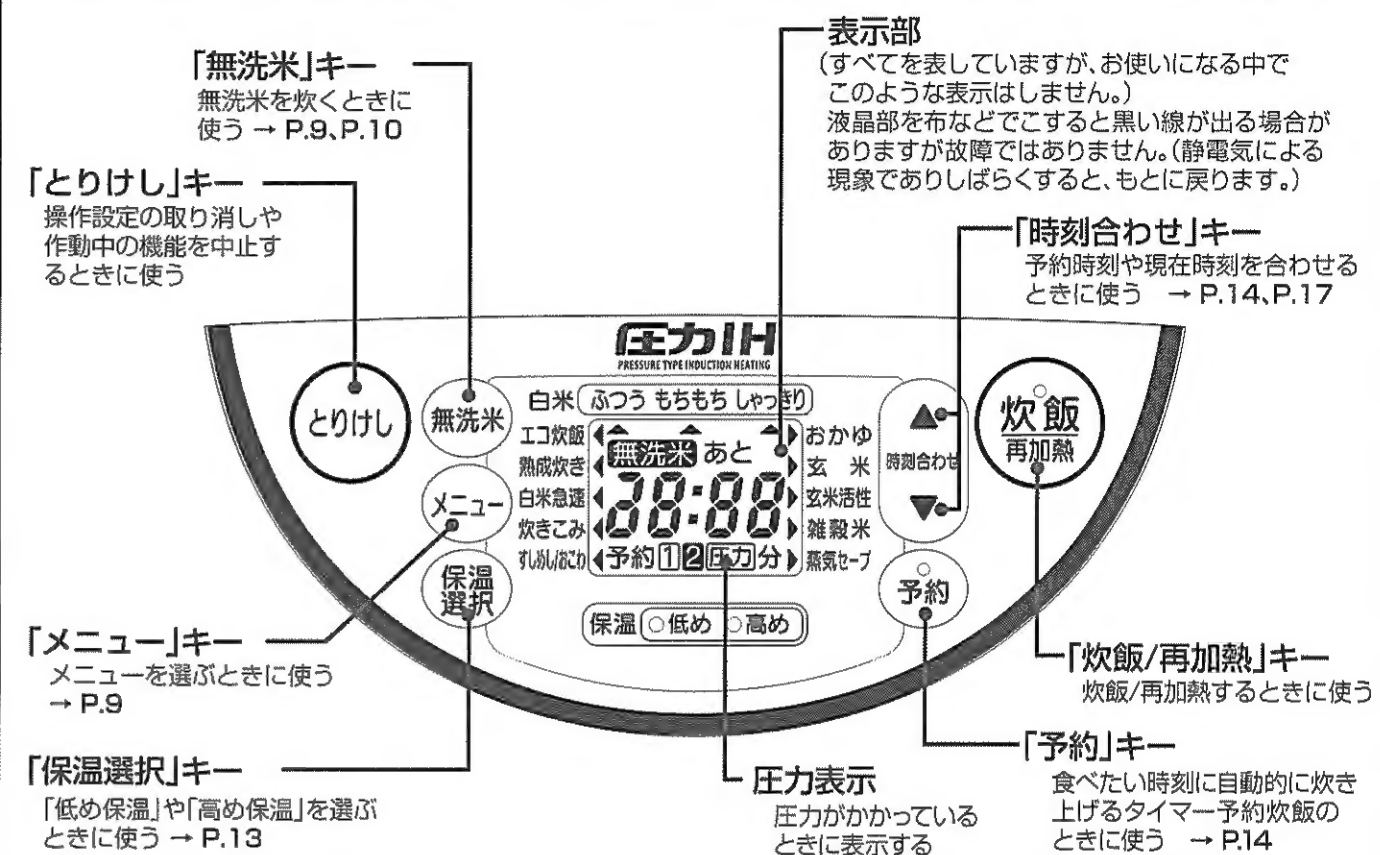 「無洗米」キー
無洗米を炊くときに
使う → P.9、P.10
「とりけし」キー
操作設定の取り消しや
作動中の機能を中止す
るときに使う
表示部
(すべてを表していますが、お使いになる中で
このような表示はしません。)
液晶部を布などでこすると黒い線が出る場合が
ありますが故障ではありません。(静電気による
現象でありしばらくすると、もとに戻ります。)
「時刻合わせ」キー
予約時刻や現在時刻を合わせる
ときに使う → P.14、P.17
圧力IH
PRESSURE TYPE INDUCTION HEATING
とりけし
無洗米
メニュー
保温
選択
白米 ふつう もちもち しゃっきり
エコ炊飯
熟成炊き
白米急速
炊きこみ
すしめし/おこわ
無洗米 あと
28:88
予約 1 2 圧力 分
おかゆ
玄 米
玄米活性
雑穀米
蒸気セーブ
保温 低め 高め
▲
時刻合わせ
▼
予約
炊飯
再加熱
「メニュー」キー
メニューを選ぶときに使う
→ P.9
「保温選択」キー
「低め保温」や「高め保温」を選ぶ
ときに使う → P.13
圧力表示
圧力がかかっている
ときに表示する
「炊飯/再加熱」キー
炊飯/再加熱するときに使う
「予約」キー
食べたい時刻に自動的に炊き
上げるタイマー予約炊飯の
ときに使う → P.14